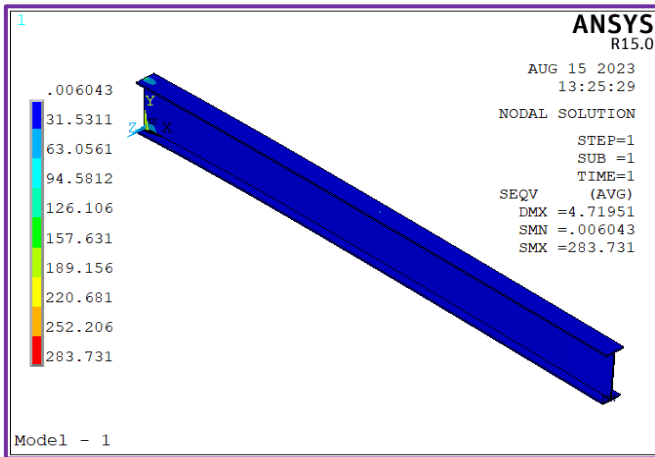 1
ANSYS
R15.0
AUG 15 2023
13:25:29
NODAL SOLUTION
STEP=1
SUB =1
TIME=1
SEQV (AVG)
DMX =4.71951
SMN =.006043
SMX =283.731
.006043
31.5311
63.0561
94.5812
126.106
157.631
189.156
220.681
252.206
283.731
Y
Z X
Model - 1